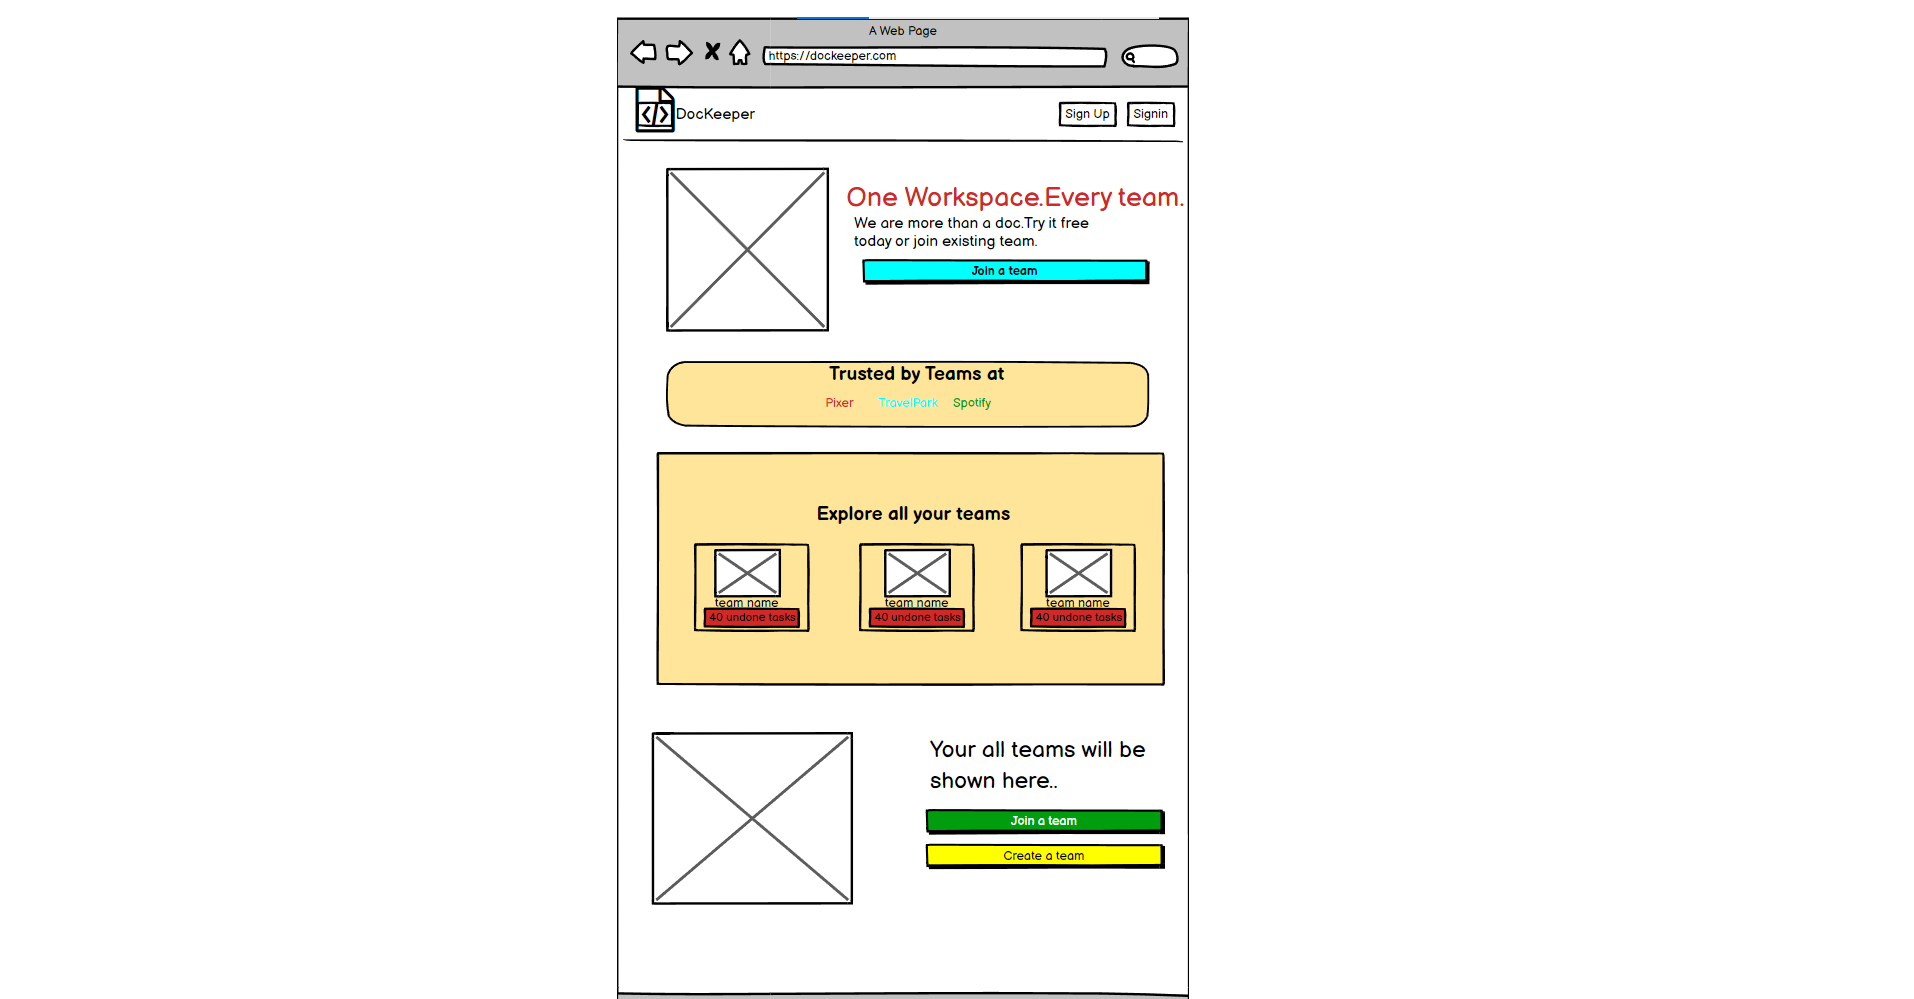 A Web Page
https://dockeeper.com
DocKeeper
Sign Up
Signin
One Workspace.Every team.
We are more than a doc.Try it free
today or join existing team.
Join a team
Trusted by Teams at
Pixer TravelPark Spotify
Explore all your teams
team name team name team name
40 undone tasks 40 undone tasks 40 undone tasks
Your all teams will be
shown here..
Join a team
Create a team